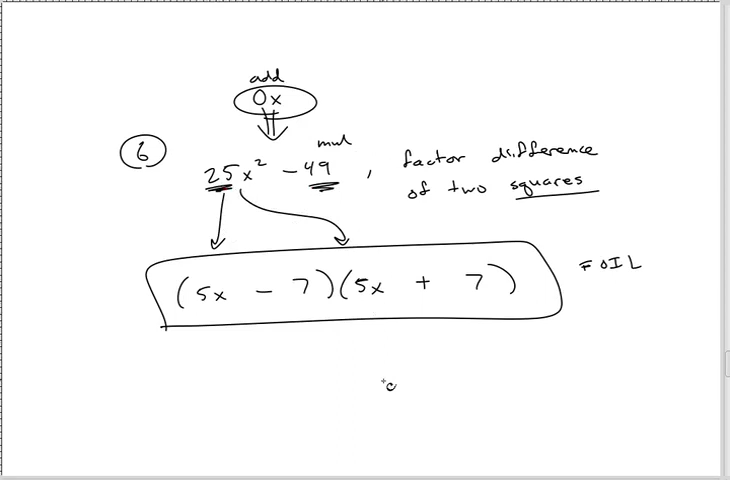 add
0x
6
mul
25x² - 49 , factor difference
of two squares
(5x - 7)(5x + 7)
FOIL